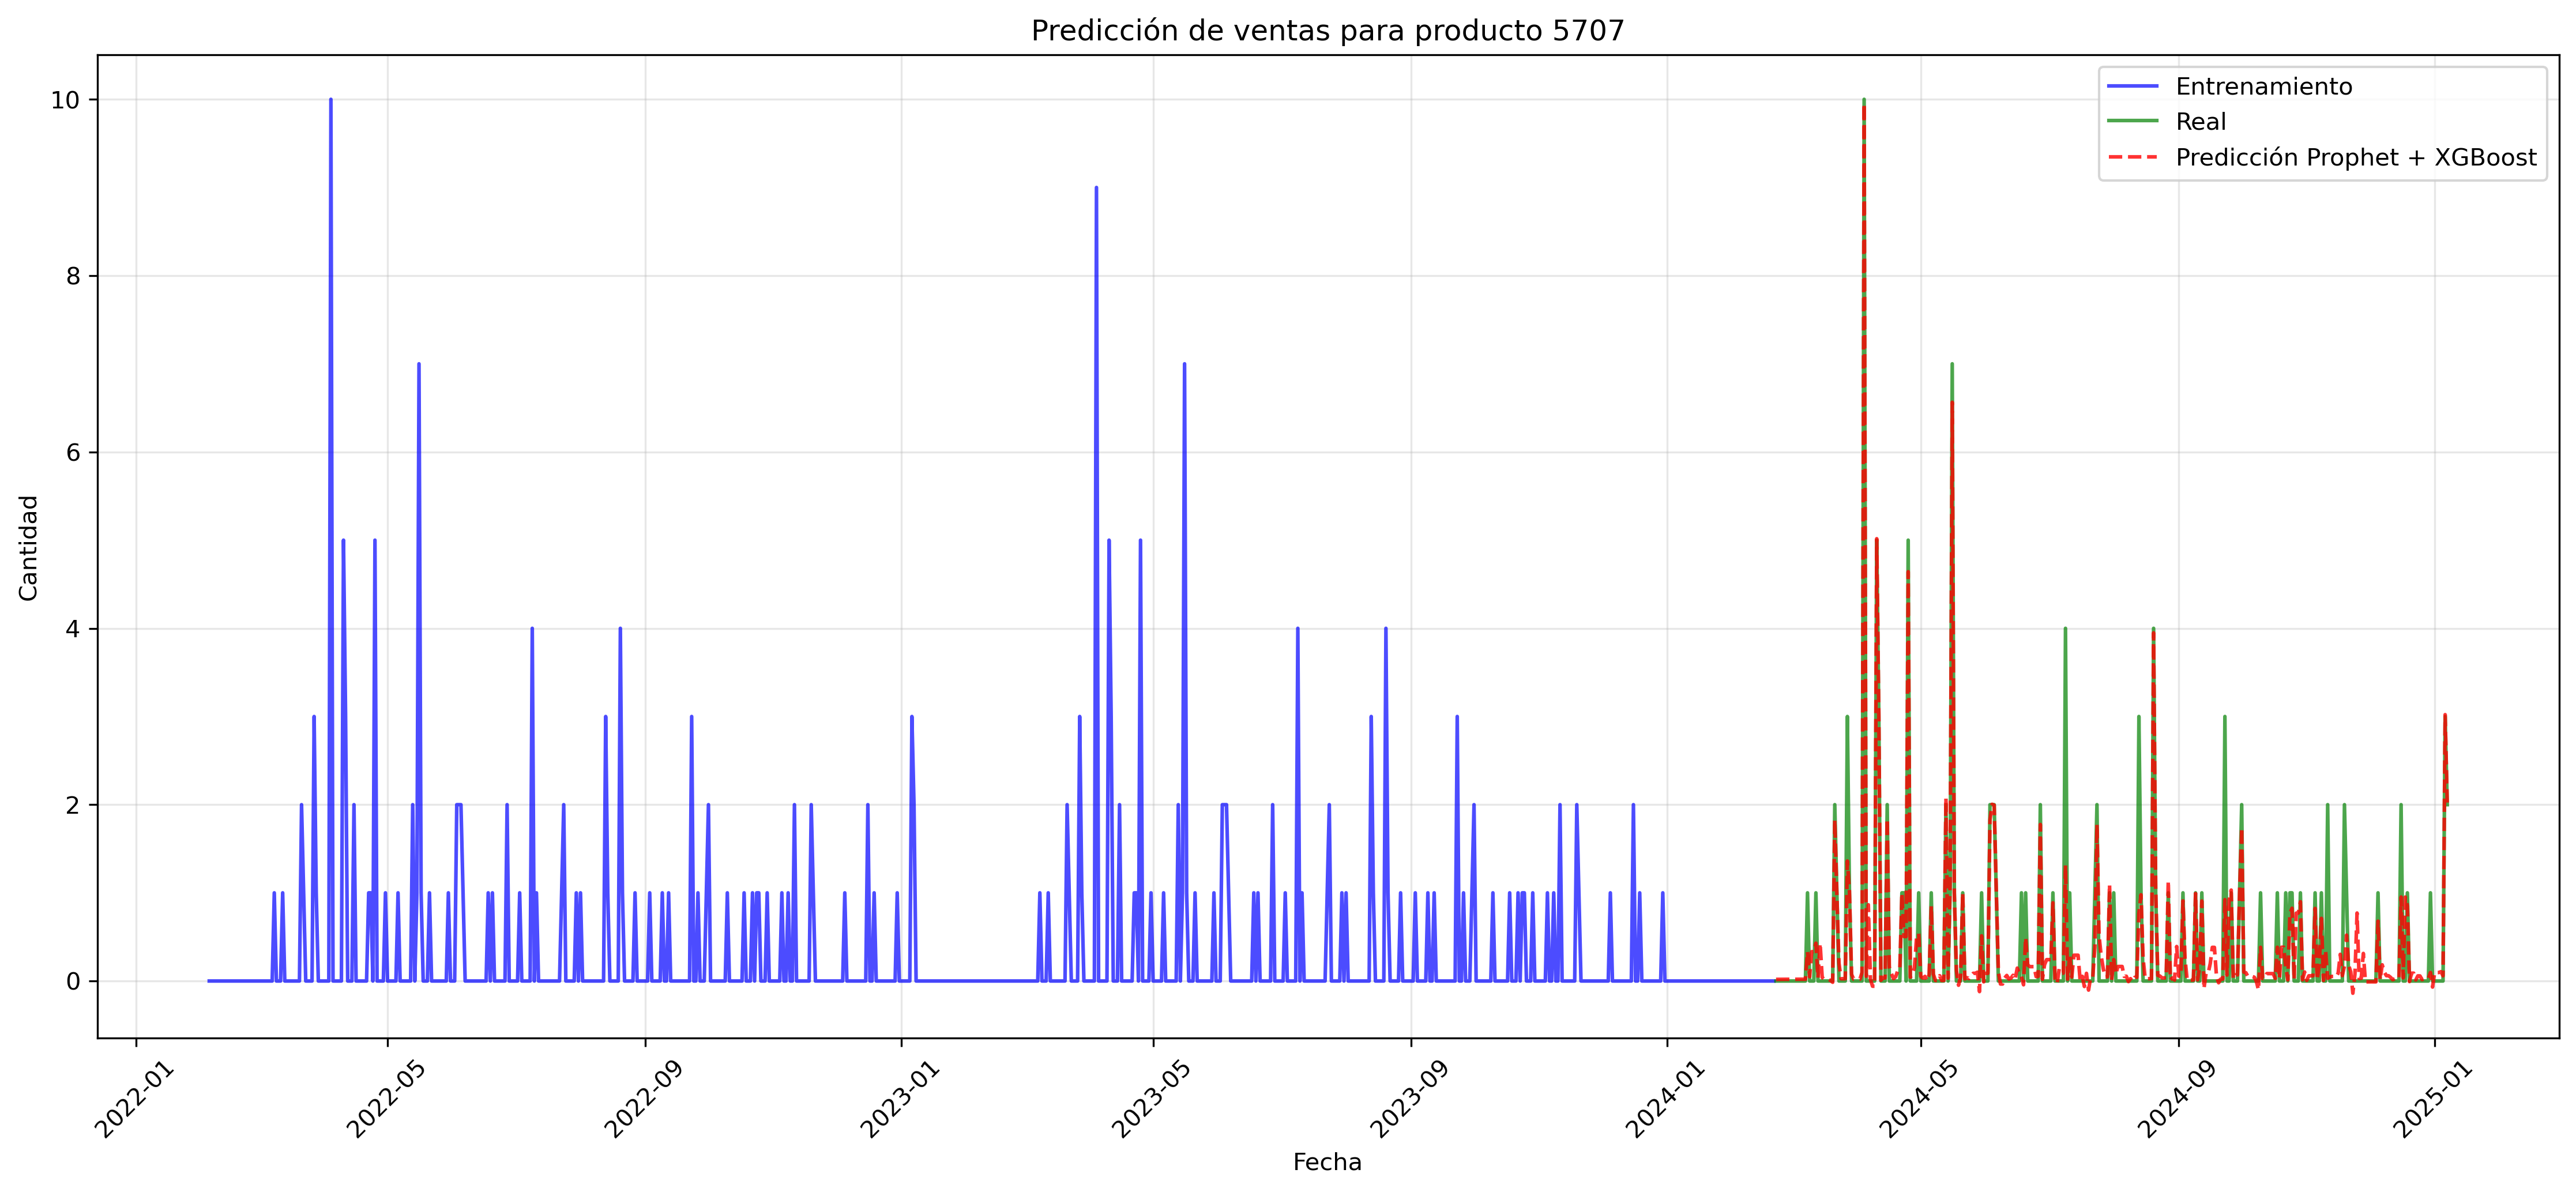 Predicción de ventas para producto 5707
Entrenamiento
Real
Predicción Prophet + XGBoost
Cantidad
10
8
6
4
2
0
2022-01
2022-05
2022-09
2023-01
2023-05
2023-09
2024-01
2024-05
2024-09
2025-01
Fecha